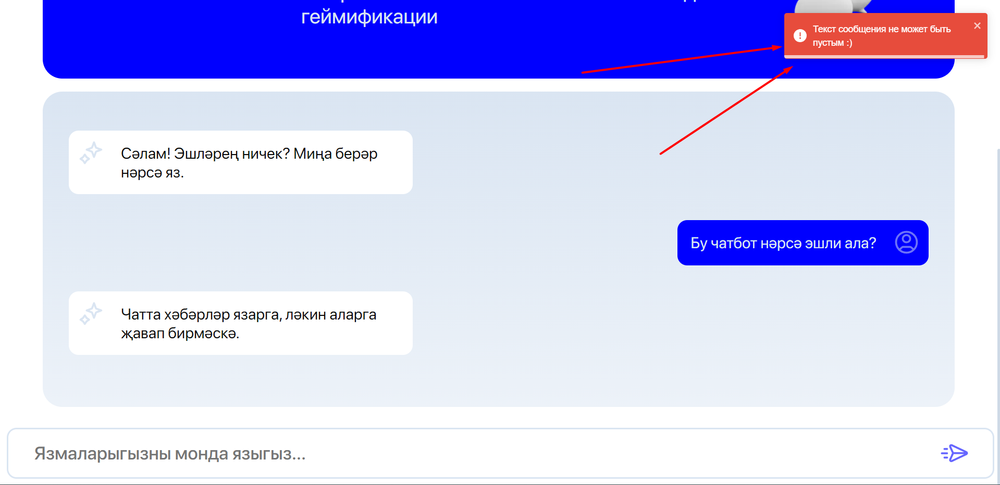 геймификации
Текст сообщения не может быть
пустым :)
Сәлам! Эшләрең ничек? Миңа берәр
нәрсә яз.
Бу чатбот нәрсә эшли ала?
Чатта хәбәрләр язарга, ләкин аларга
җавап бирмәскә.
Язмаларыгызны монда языгыз...